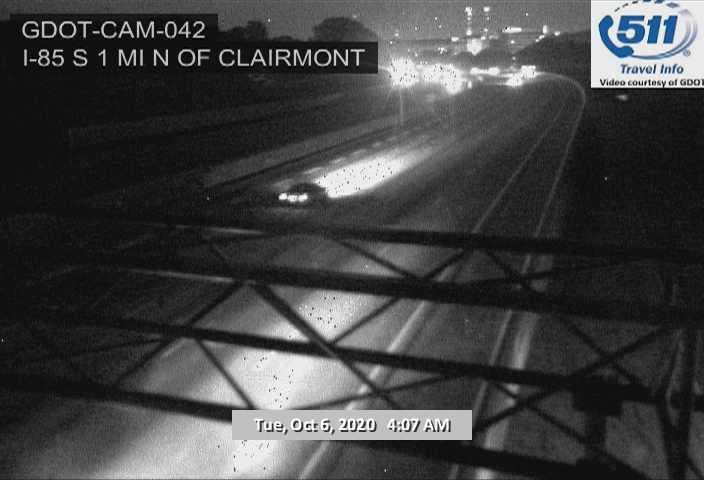 GDOT-CAM-042
I-85 S 1 MI N OF CLAIRMONT
511
Travel Info
Video courtesy of GDOT
Tue, Oct 6, 2020 4:07 AM